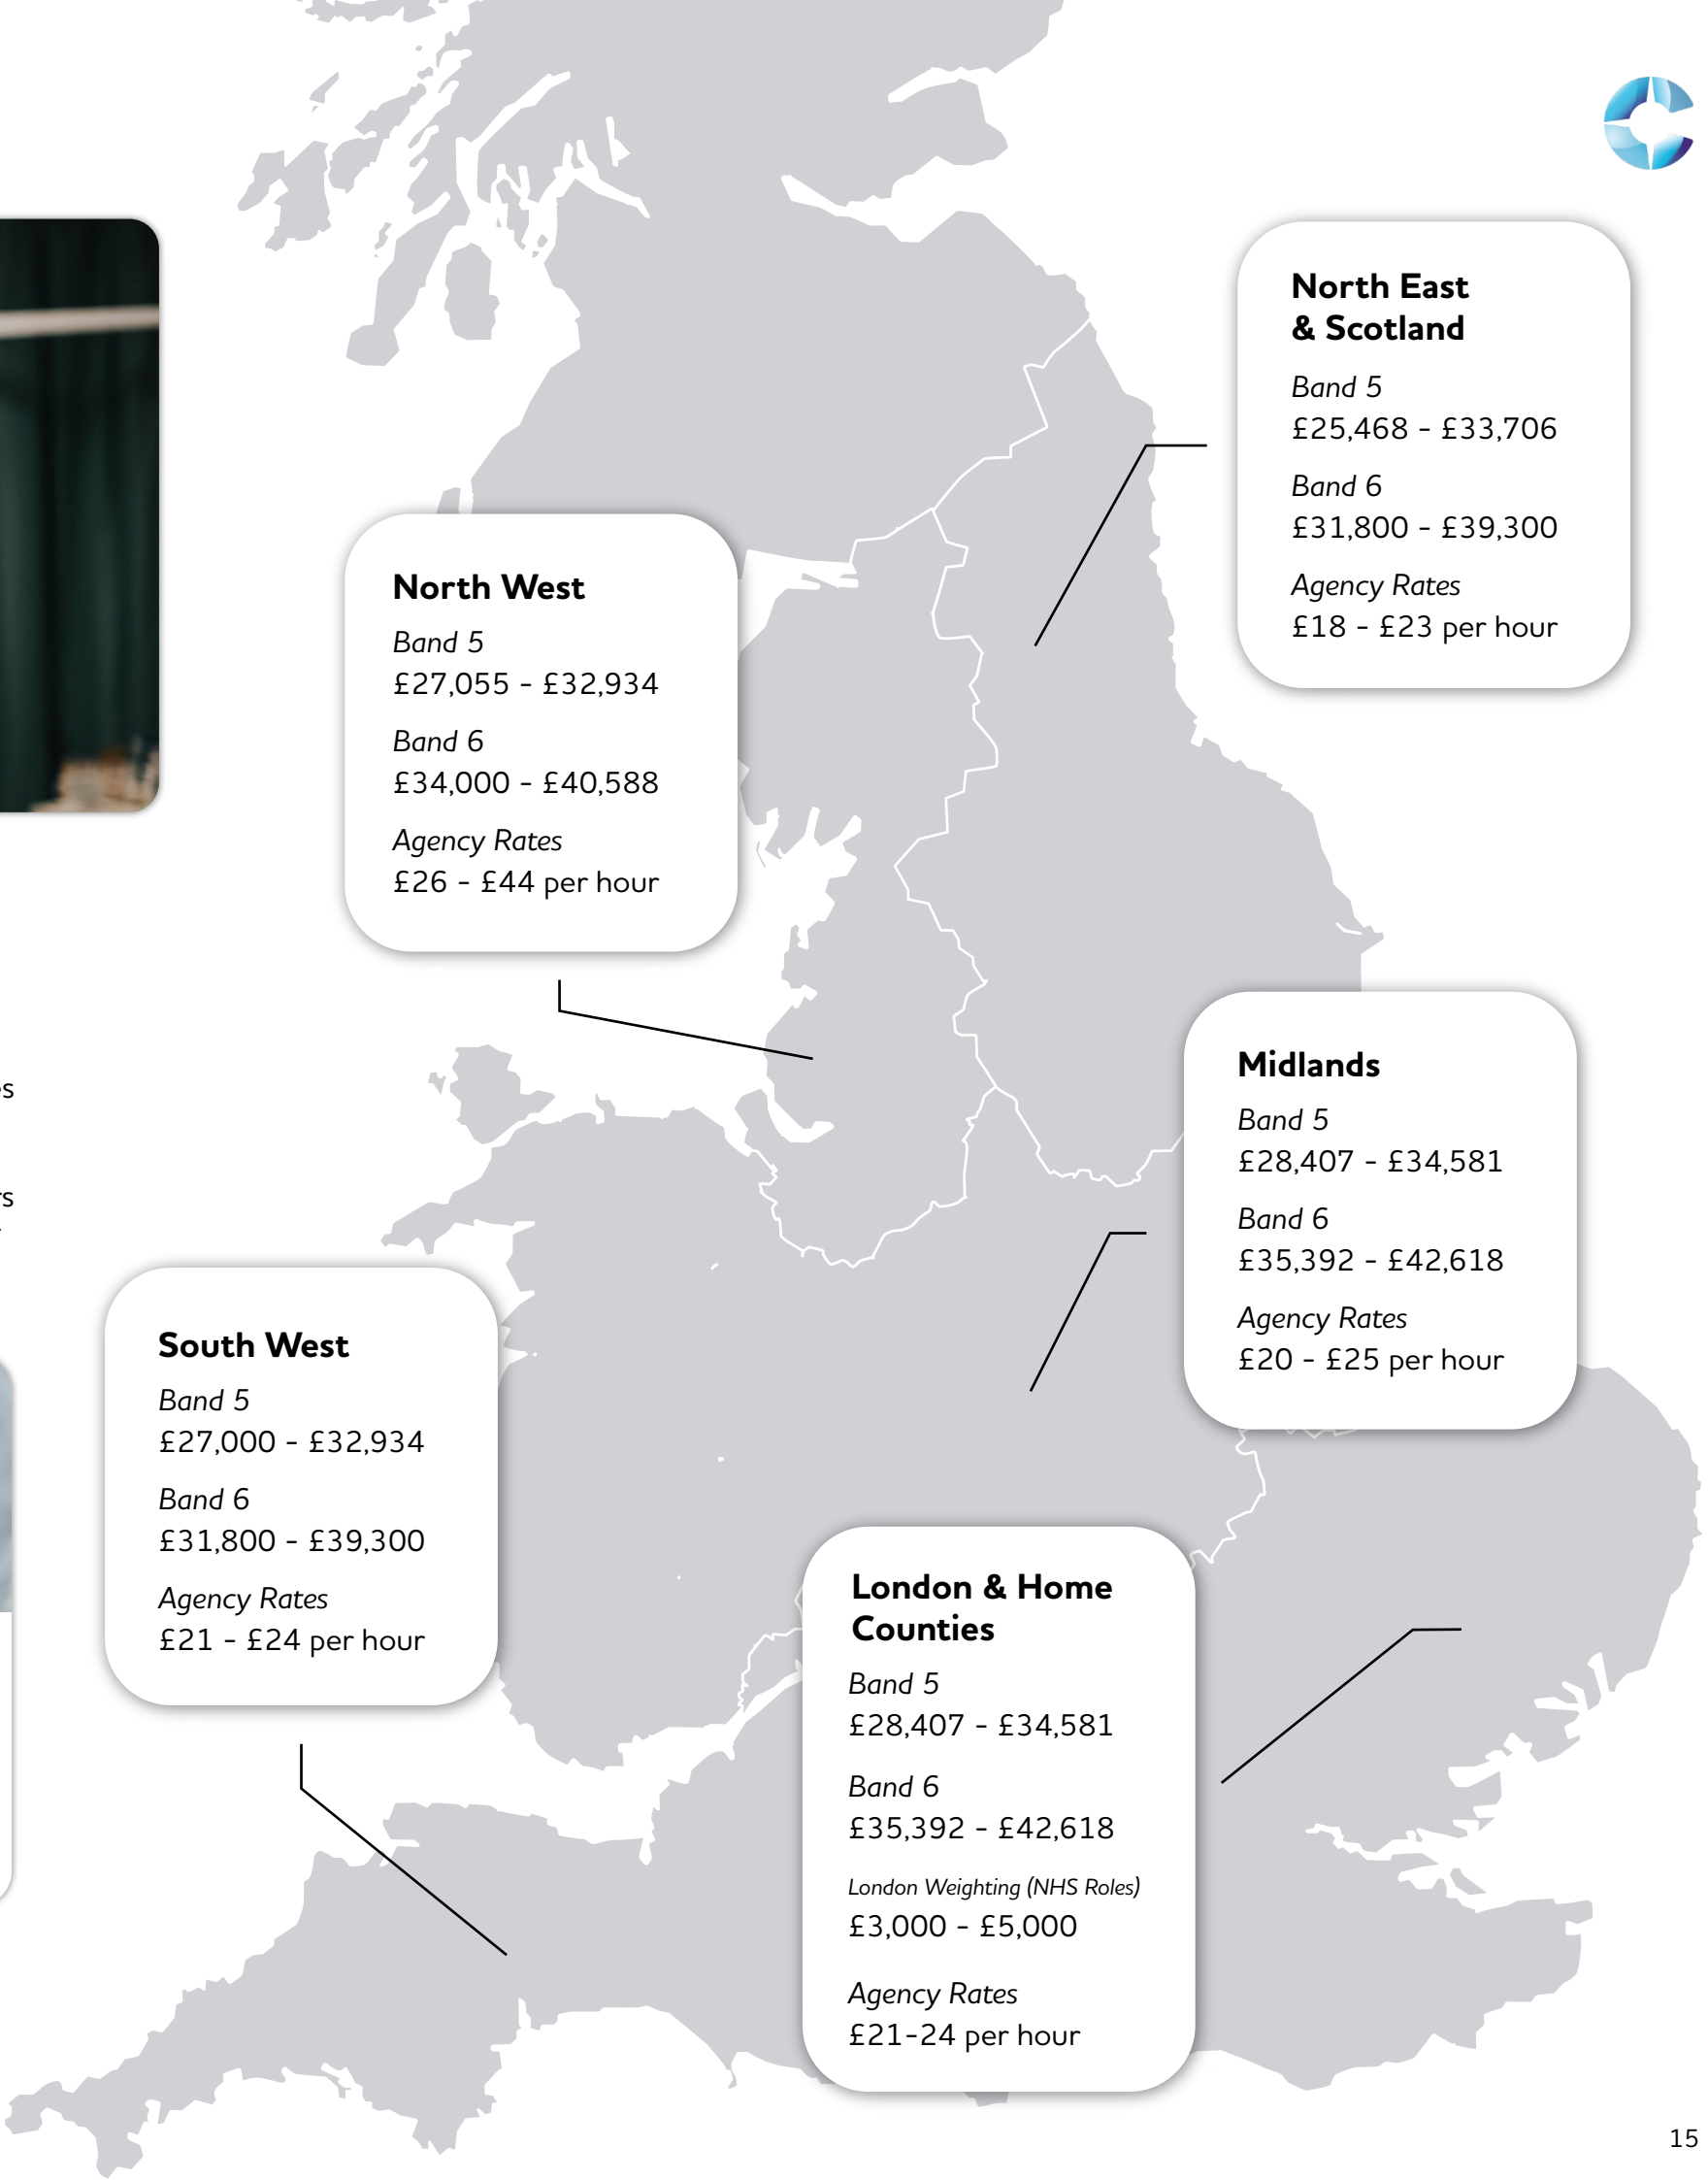 North East
& Scotland
Band 5
£25,468 - £33,706
Band 6
£31,800 - £39,300
Agency Rates
£18 - £23 per hour
North West
Band 5
£27,055 - £32,934
Band 6
£34,000 - £40,588
Agency Rates
£26 - £44 per hour
Midlands
Band 5
£28,407 - £34,581
Band 6
£35,392 - £42,618
Agency Rates
£20 - £25 per hour
South West
Band 5
£27,000 - £32,934
Band 6
£31,800 - £39,300
Agency Rates
£21 - £24 per hour
London & Home
Counties
Band 5
£28,407 - £34,581
Band 6
£35,392 - £42,618
London Weighting (NHS Roles)
£3,000 - £5,000
Agency Rates
£21-24 per hour
15